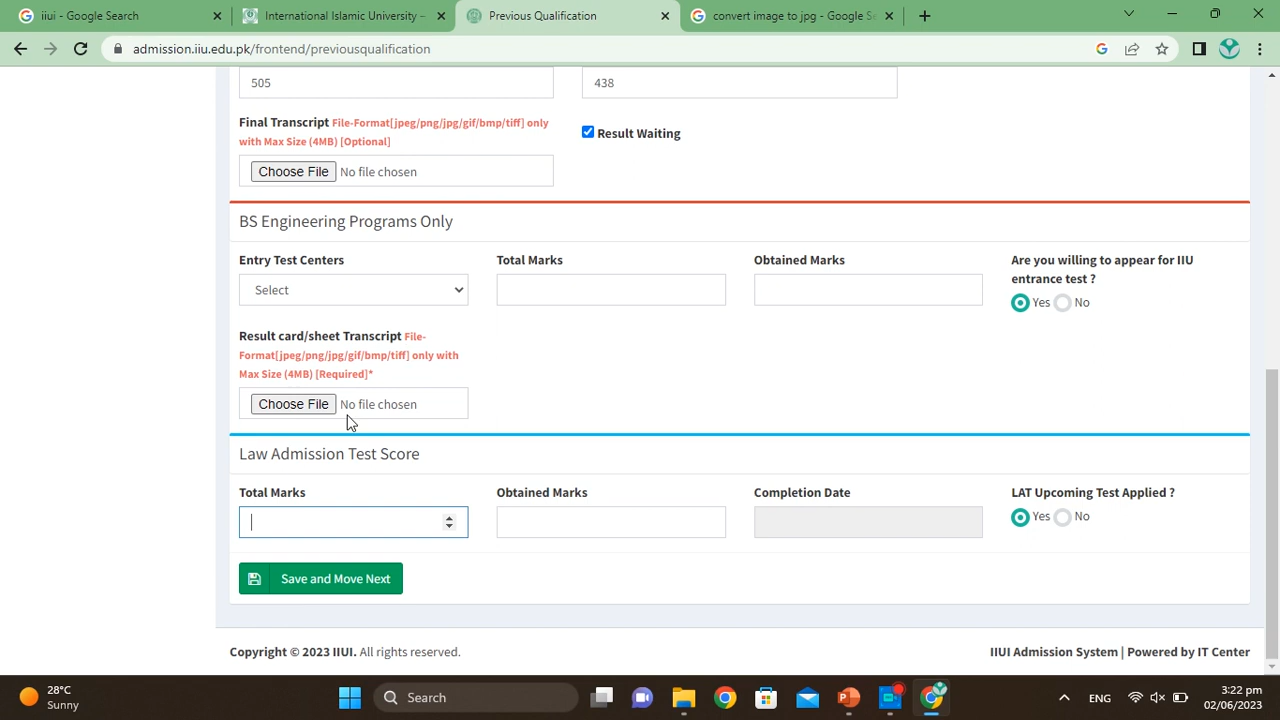 iiui - Google Search
International Islamic University –
Previous Qualification
convert image to jpg - Google Se
admission.iiu.edu.pk/frontend/previousqualification
505
438
Final Transcript File-Format[jpeg/png/jpg/gif/bmp/tiff] only
with Max Size (4MB) [Optional]
Result Waiting
Choose File No file chosen
BS Engineering Programs Only
Entry Test Centers
Total Marks
Obtained Marks
Are you willing to appear for IIU
entrance test ?
Select
Yes No
Result card/sheet Transcript File-
Format[jpeg/png/jpg/gif/bmp/tiff] only with
Max Size (4MB) [Required]*
Choose File No file chosen
Law Admission Test Score
Total Marks
Obtained Marks
Completion Date
LAT Upcoming Test Applied ?
Yes No
Save and Move Next
Copyright © 2023 IIUI. All rights reserved.
IIUI Admission System | Powered by IT Center
28°C
Sunny
Search
ENG
3:22 pm
02/06/2023